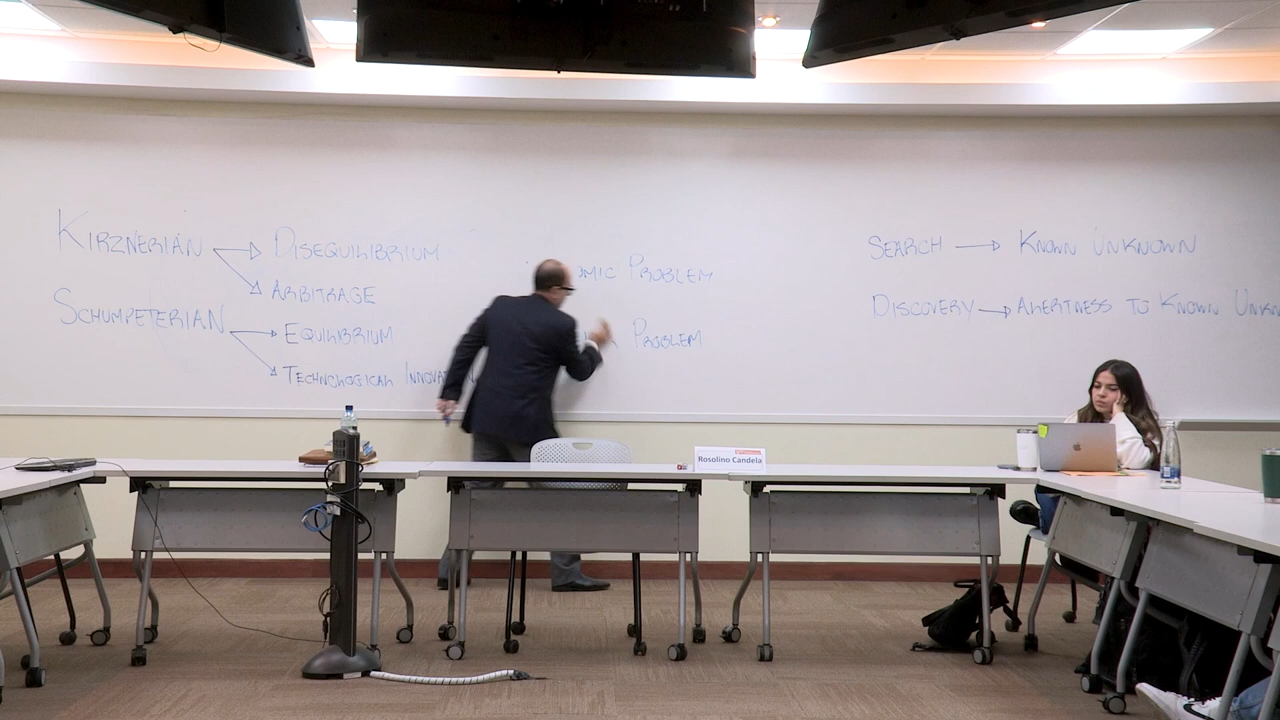 KIRZNERIAN → DISEQUILIBRIUM
→ ARBITRAGE
SCHUMPETERIAN → EQUILIBRIUM
→ TECHNOLOGICAL
PROBLEM
PROBLEM
SEARCH → KNOWN UNKNOWN
DISCOVERY → ALERTNESS TO KNOWN
Rosolino Candela